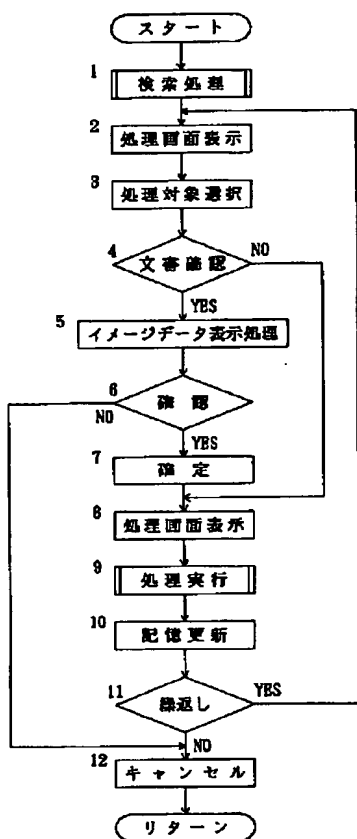 スタート
1
検索処理
2
処理画面表示
3
処理対象選択
4
文書確認
NO
YES
5
イメージデータ表示処理
6
確認
NO
YES
7
確定
8
処理画面表示
9
処理実行
10
記憶更新
11
繰返し
YES
NO
12
キャンセル
リターン